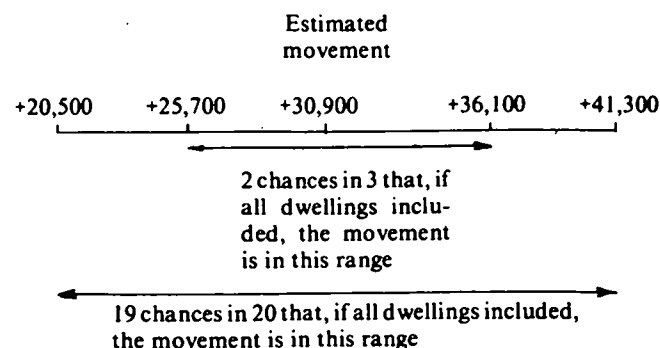 Estimated
movement
+20,500 +25,700 +30,900 +36,100 +41,300
2 chances in 3 that, if
all dwellings inclu-
ded, the movement
is in this range
19 chances in 20 that, if all dwellings included,
the movement is in this range